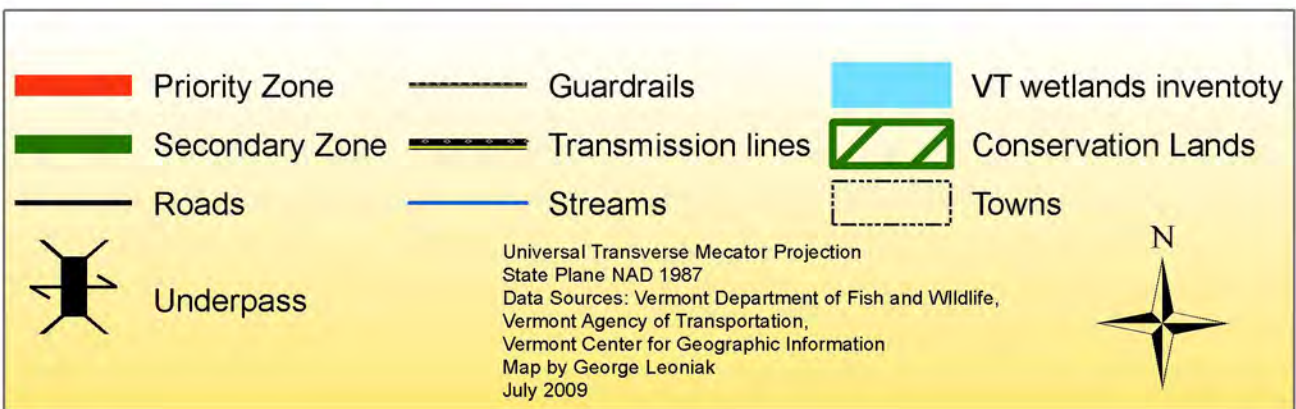 Priority Zone
Guardrails
VT wetlands inventoty
Secondary Zone
Transmission lines
Conservation Lands
Roads
Streams
Towns
Underpass
Universal Transverse Mecator Projection
State Plane NAD 1987
Data Sources: Vermont Department of Fish and WIldlife,
Vermont Agency of Transportation,
Vermont Center for Geographic Information
Map by George Leoniak
July 2009
N